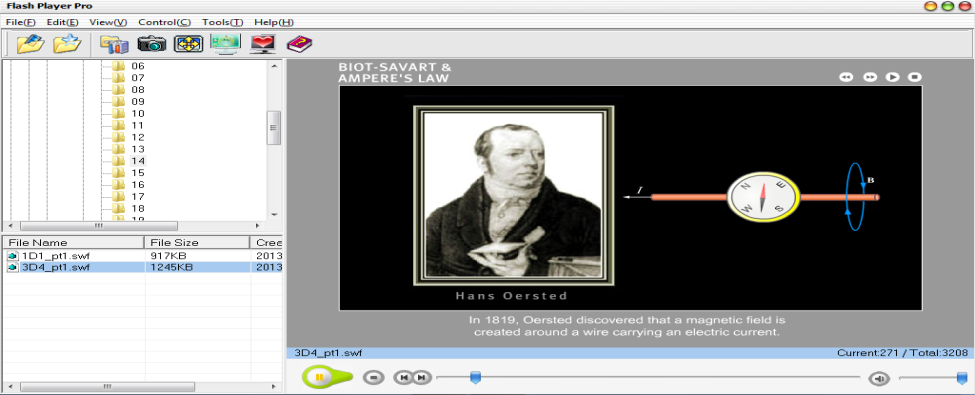 Flash Player Pro
File(F) Edit(E) View(V) Control(C) Tools(T) Help(H)
06
07
08
09
10
11
12
13
14
15
16
17
18
19
File Name File Size Crea
1D1_pt1.swf 917KB 2013
3D4_pt1.swf 1245KB 2013
BIOT-SAVART &
AMPERE'S LAW
I
N E
W S
B
Hans Oersted
In 1819, Oersted discovered that a magnetic field is
created around a wire carrying an electric current.
3D4_pt1.swf Current:271 / Total:3208